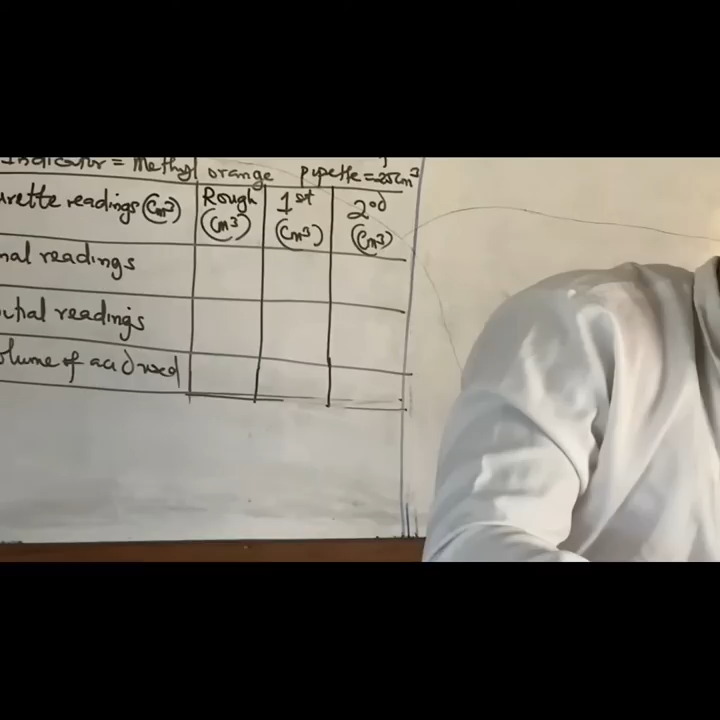 Indicator = Methyl orange pipette = 25cm³
urette readings (Cm³) Rough (Cm³) 1st (Cm³) 2nd (Cm³)
nal readings
itial readings
olume of acid used